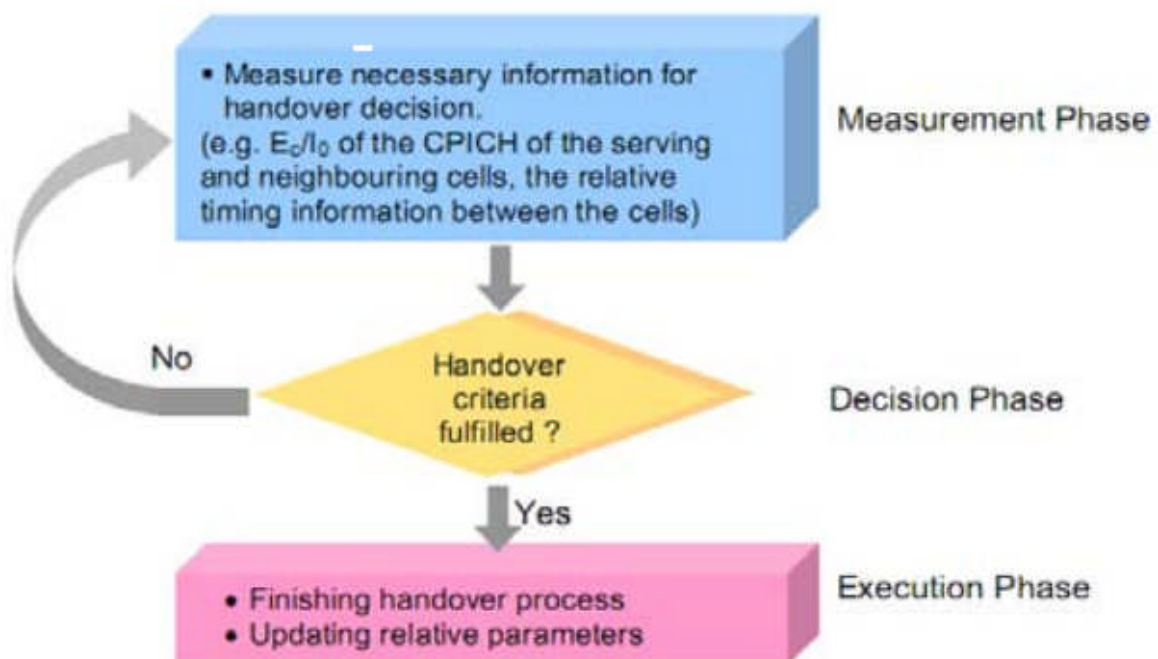 ▪ Measure necessary information for
handover decision.
(e.g. Ec/I0 of the CPICH of the serving
and neighbouring cells, the relative
timing information between the cells)
Measurement Phase
No
Handover
criteria
fulfilled ?
Decision Phase
Yes
• Finishing handover process
• Updating relative parameters
Execution Phase